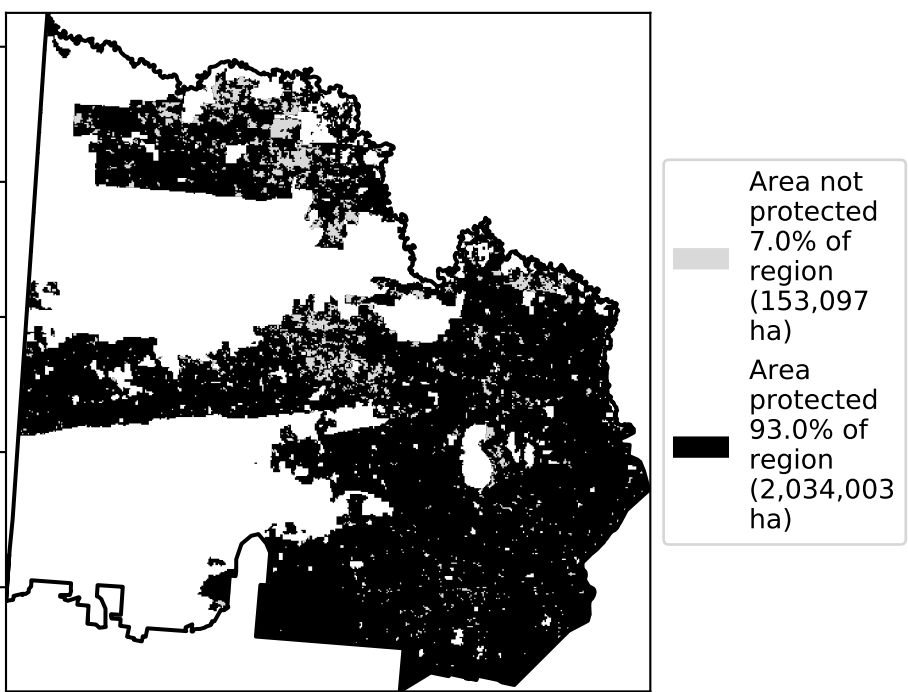 Area not
protected
7.0% of
region
(153,097
ha)
Area
protected
93.0% of
region
(2,034,003
ha)